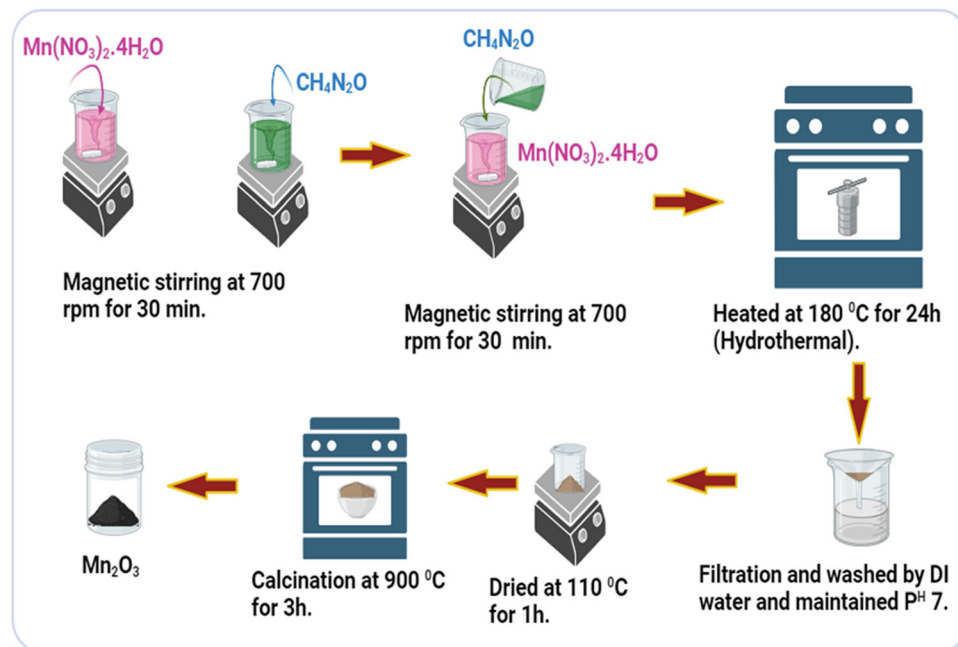 Mn(NO₃)₂.4H₂O
CH₄N₂O
Magnetic stirring at 700
rpm for 30 min.
CH₄N₂O
Mn(NO₃)₂.4H₂O
Magnetic stirring at 700
rpm for 30  min.
Heated at 180 ⁰C for 24h
(Hydrothermal).
Filtration and washed by DI
water and maintained Pᴴ 7.
Dried at 110 ⁰C
for 1h.
Calcination at 900 ⁰C
for 3h.
Mn₂O₃